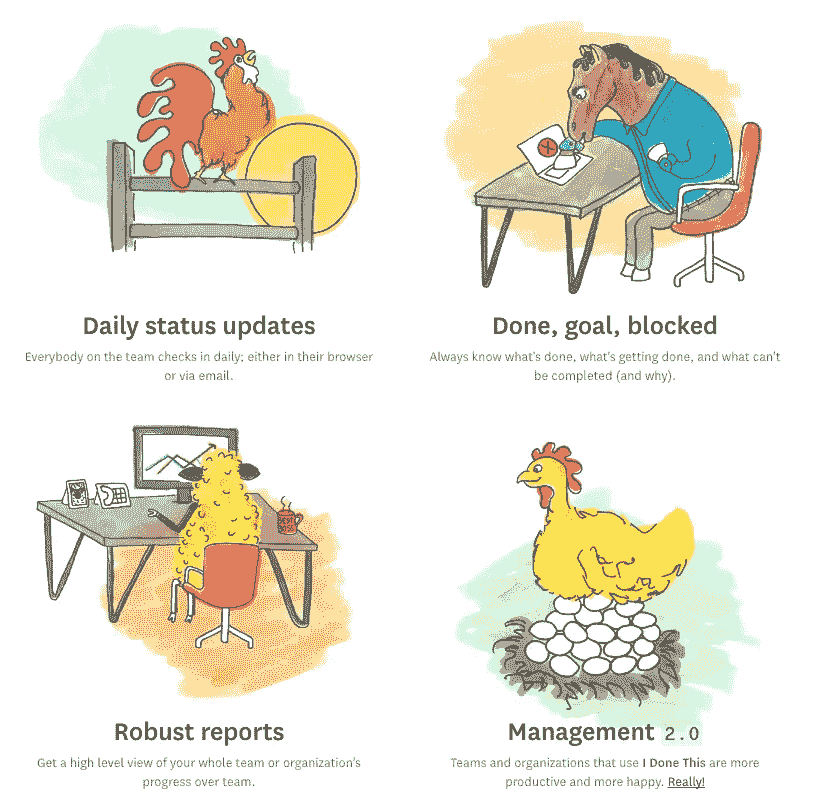 Daily status updates
Everybody on the team checks in daily; either in their browser
or via email.
Done, goal, blocked
Always know what's done, what's getting done, and what can't
be completed (and why).
BEST
BOSS
Robust reports
Get a high level view of your whole team or organization's
progress over team.
Management 2.0
Teams and organizations that use I Done This are more
productive and more happy. Really!